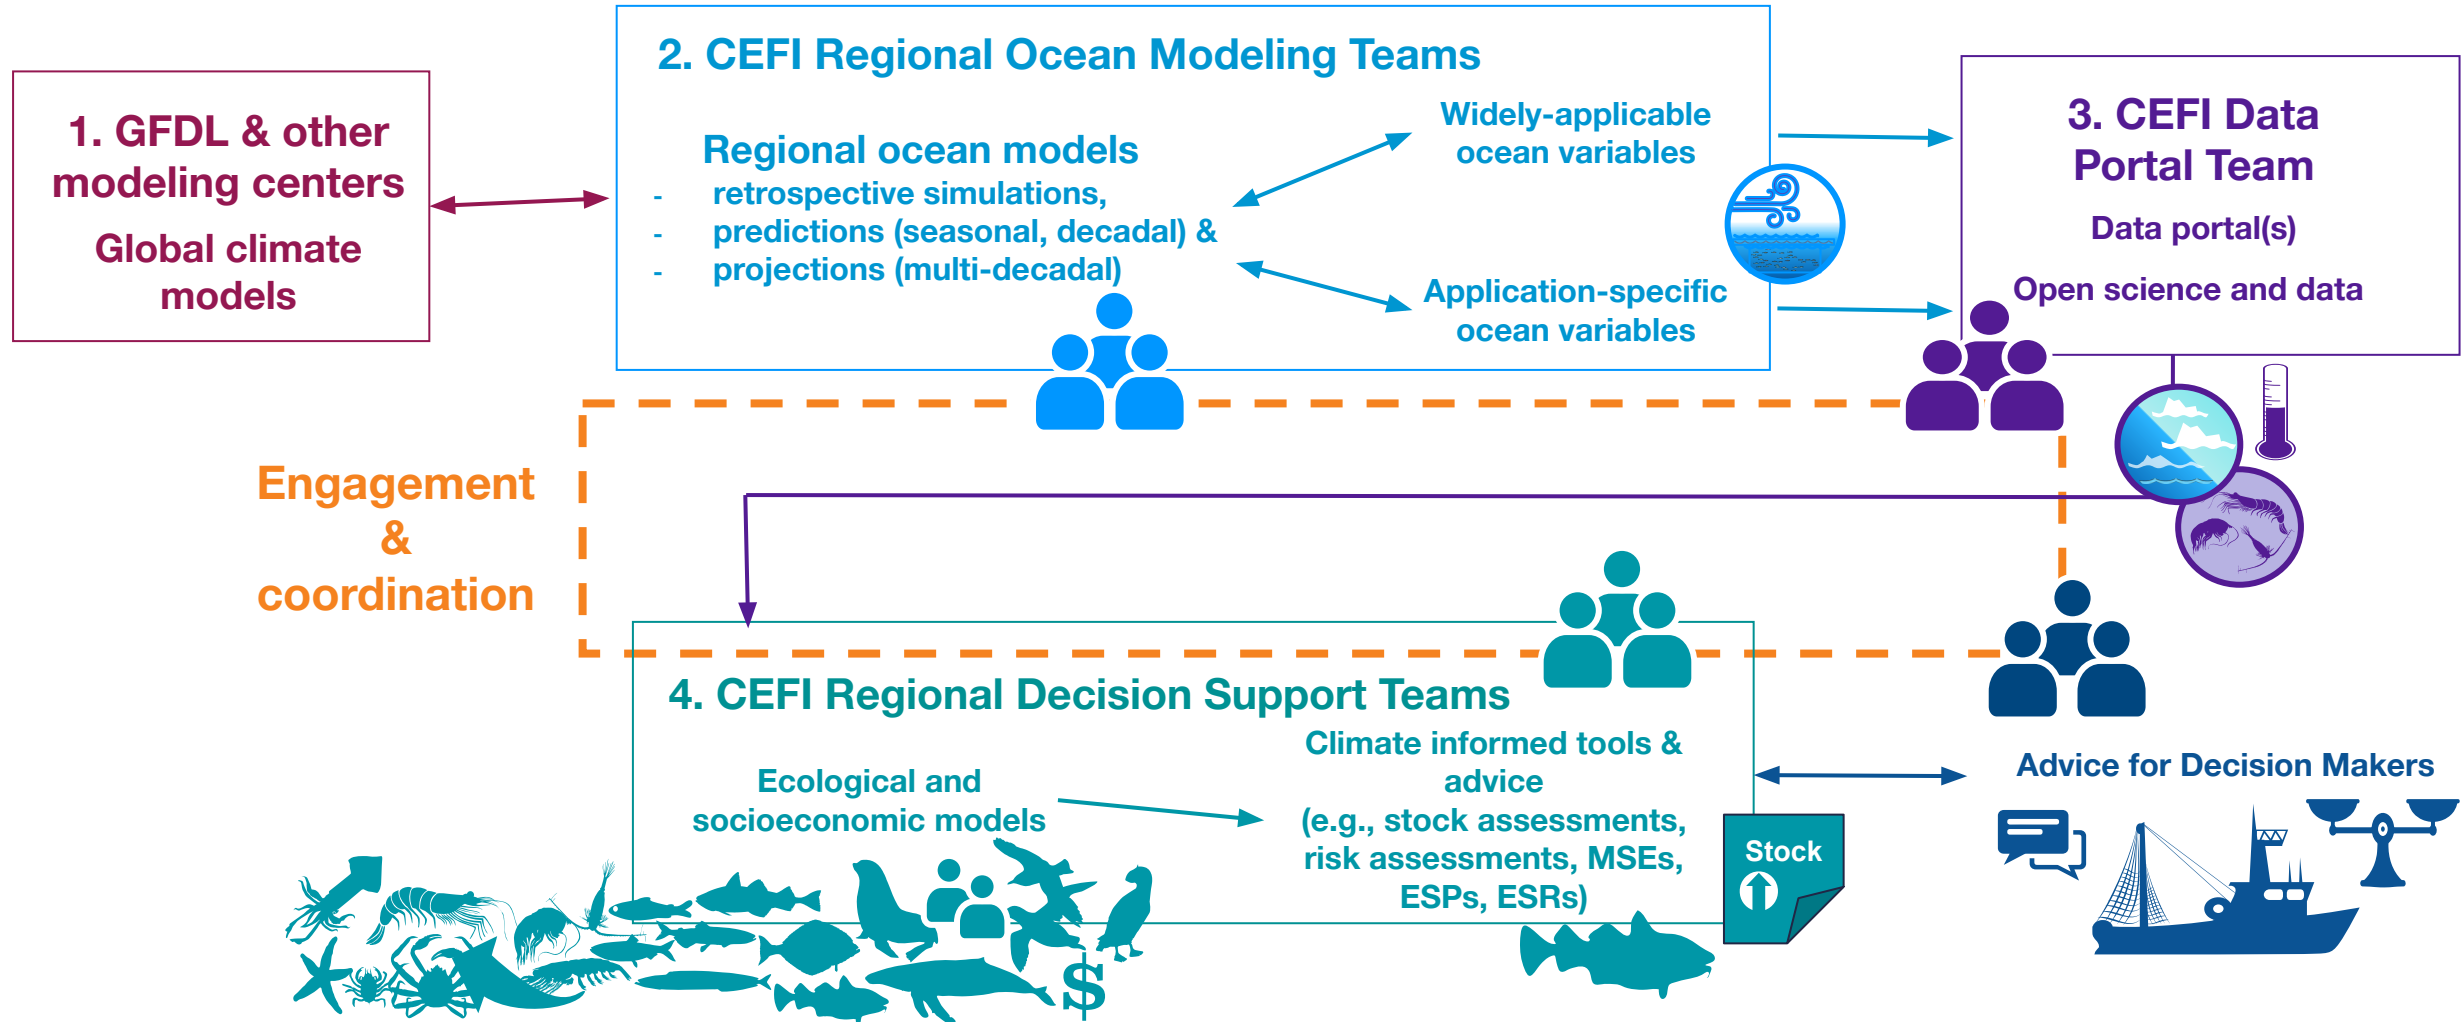 1. GFDL & other
modeling centers
Global climate
models
2. CEFI Regional Ocean Modeling Teams
Regional ocean models
- retrospective simulations,
- predictions (seasonal, decadal) &
- projections (multi-decadal)
Widely-applicable
ocean variables
Application-specific
ocean variables
3. CEFI Data
Portal Team
Data portal(s)
Open science and data
Engagement
&
coordination
4. CEFI Regional Decision Support Teams
Ecological and
socioeconomic models
Climate informed tools &
advice
(e.g., stock assessments,
risk assessments, MSEs,
ESPs, ESRs)
Stock
Advice for Decision Makers
$